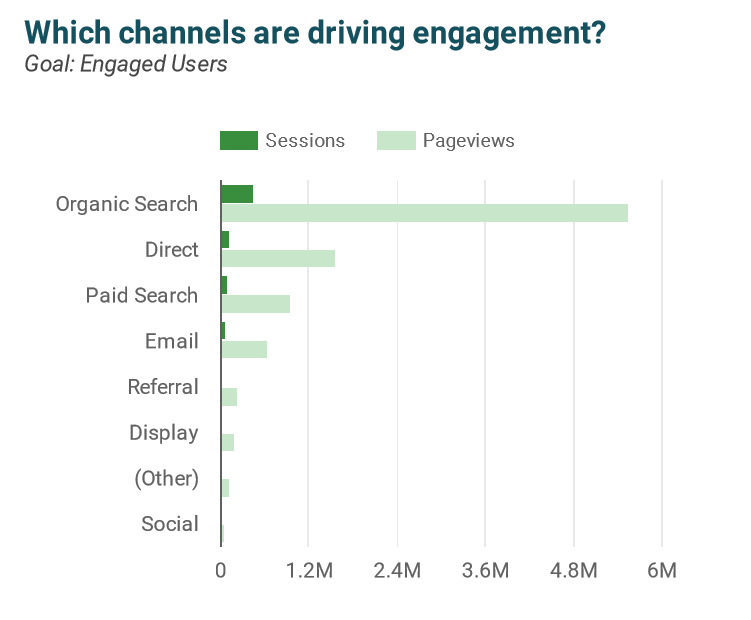 Which channels are driving engagement?
Goal: Engaged Users
Sessions Pageviews
Organic Search
Direct
Paid Search
Email
Referral
Display
(Other)
Social
0 1.2M 2.4M 3.6M 4.8M 6M